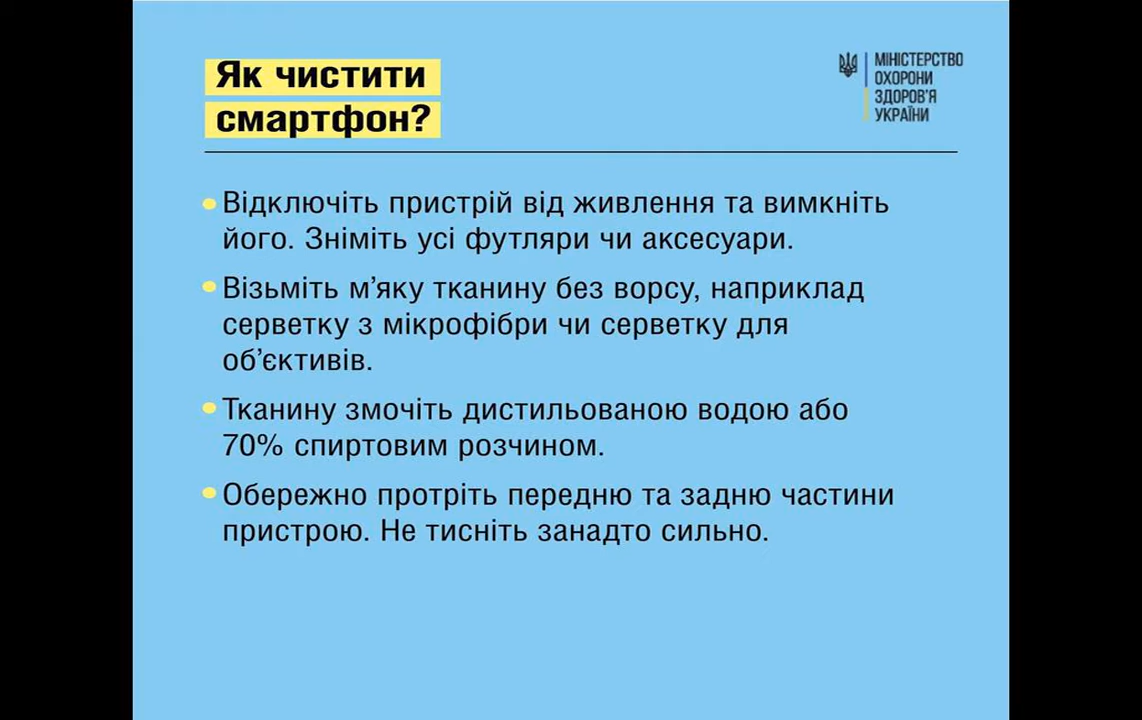 Як чистити
смартфон?
МІНІСТЕРСТВО
ОХОРОНИ
ЗДОРОВ'Я
УКРАЇНИ
Відключіть пристрій від живлення та вимкніть
його. Зніміть усі футляри чи аксесуари.
Візьміть м’яку тканину без ворсу, наприклад
серветку з мікрофібри чи серветку для
об’єктивів.
Тканину змочіть дистильованою водою або
70% спиртовим розчином.
Обережно протріть передню та задню частини
пристрою. Не тисніть занадто сильно.